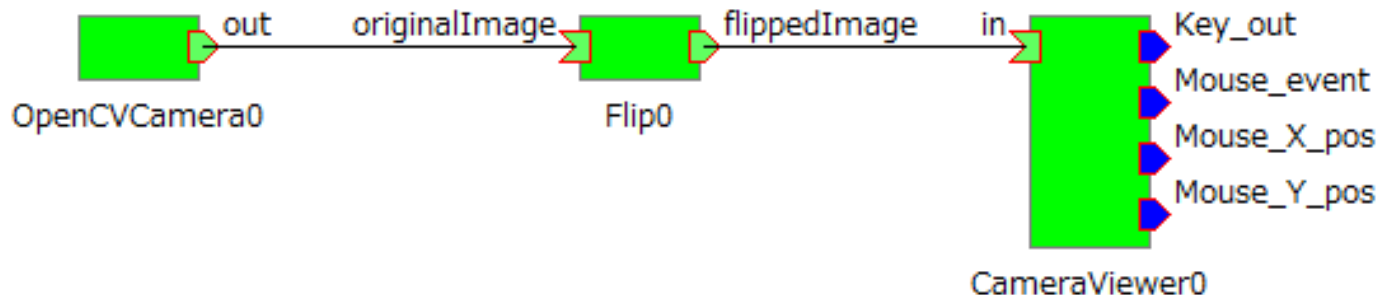 out
originalImage
flippedImage
in
Key_out
Mouse_event
Mouse_X_pos
Mouse_Y_pos
OpenCVCamera0
Flip0
CameraViewer0